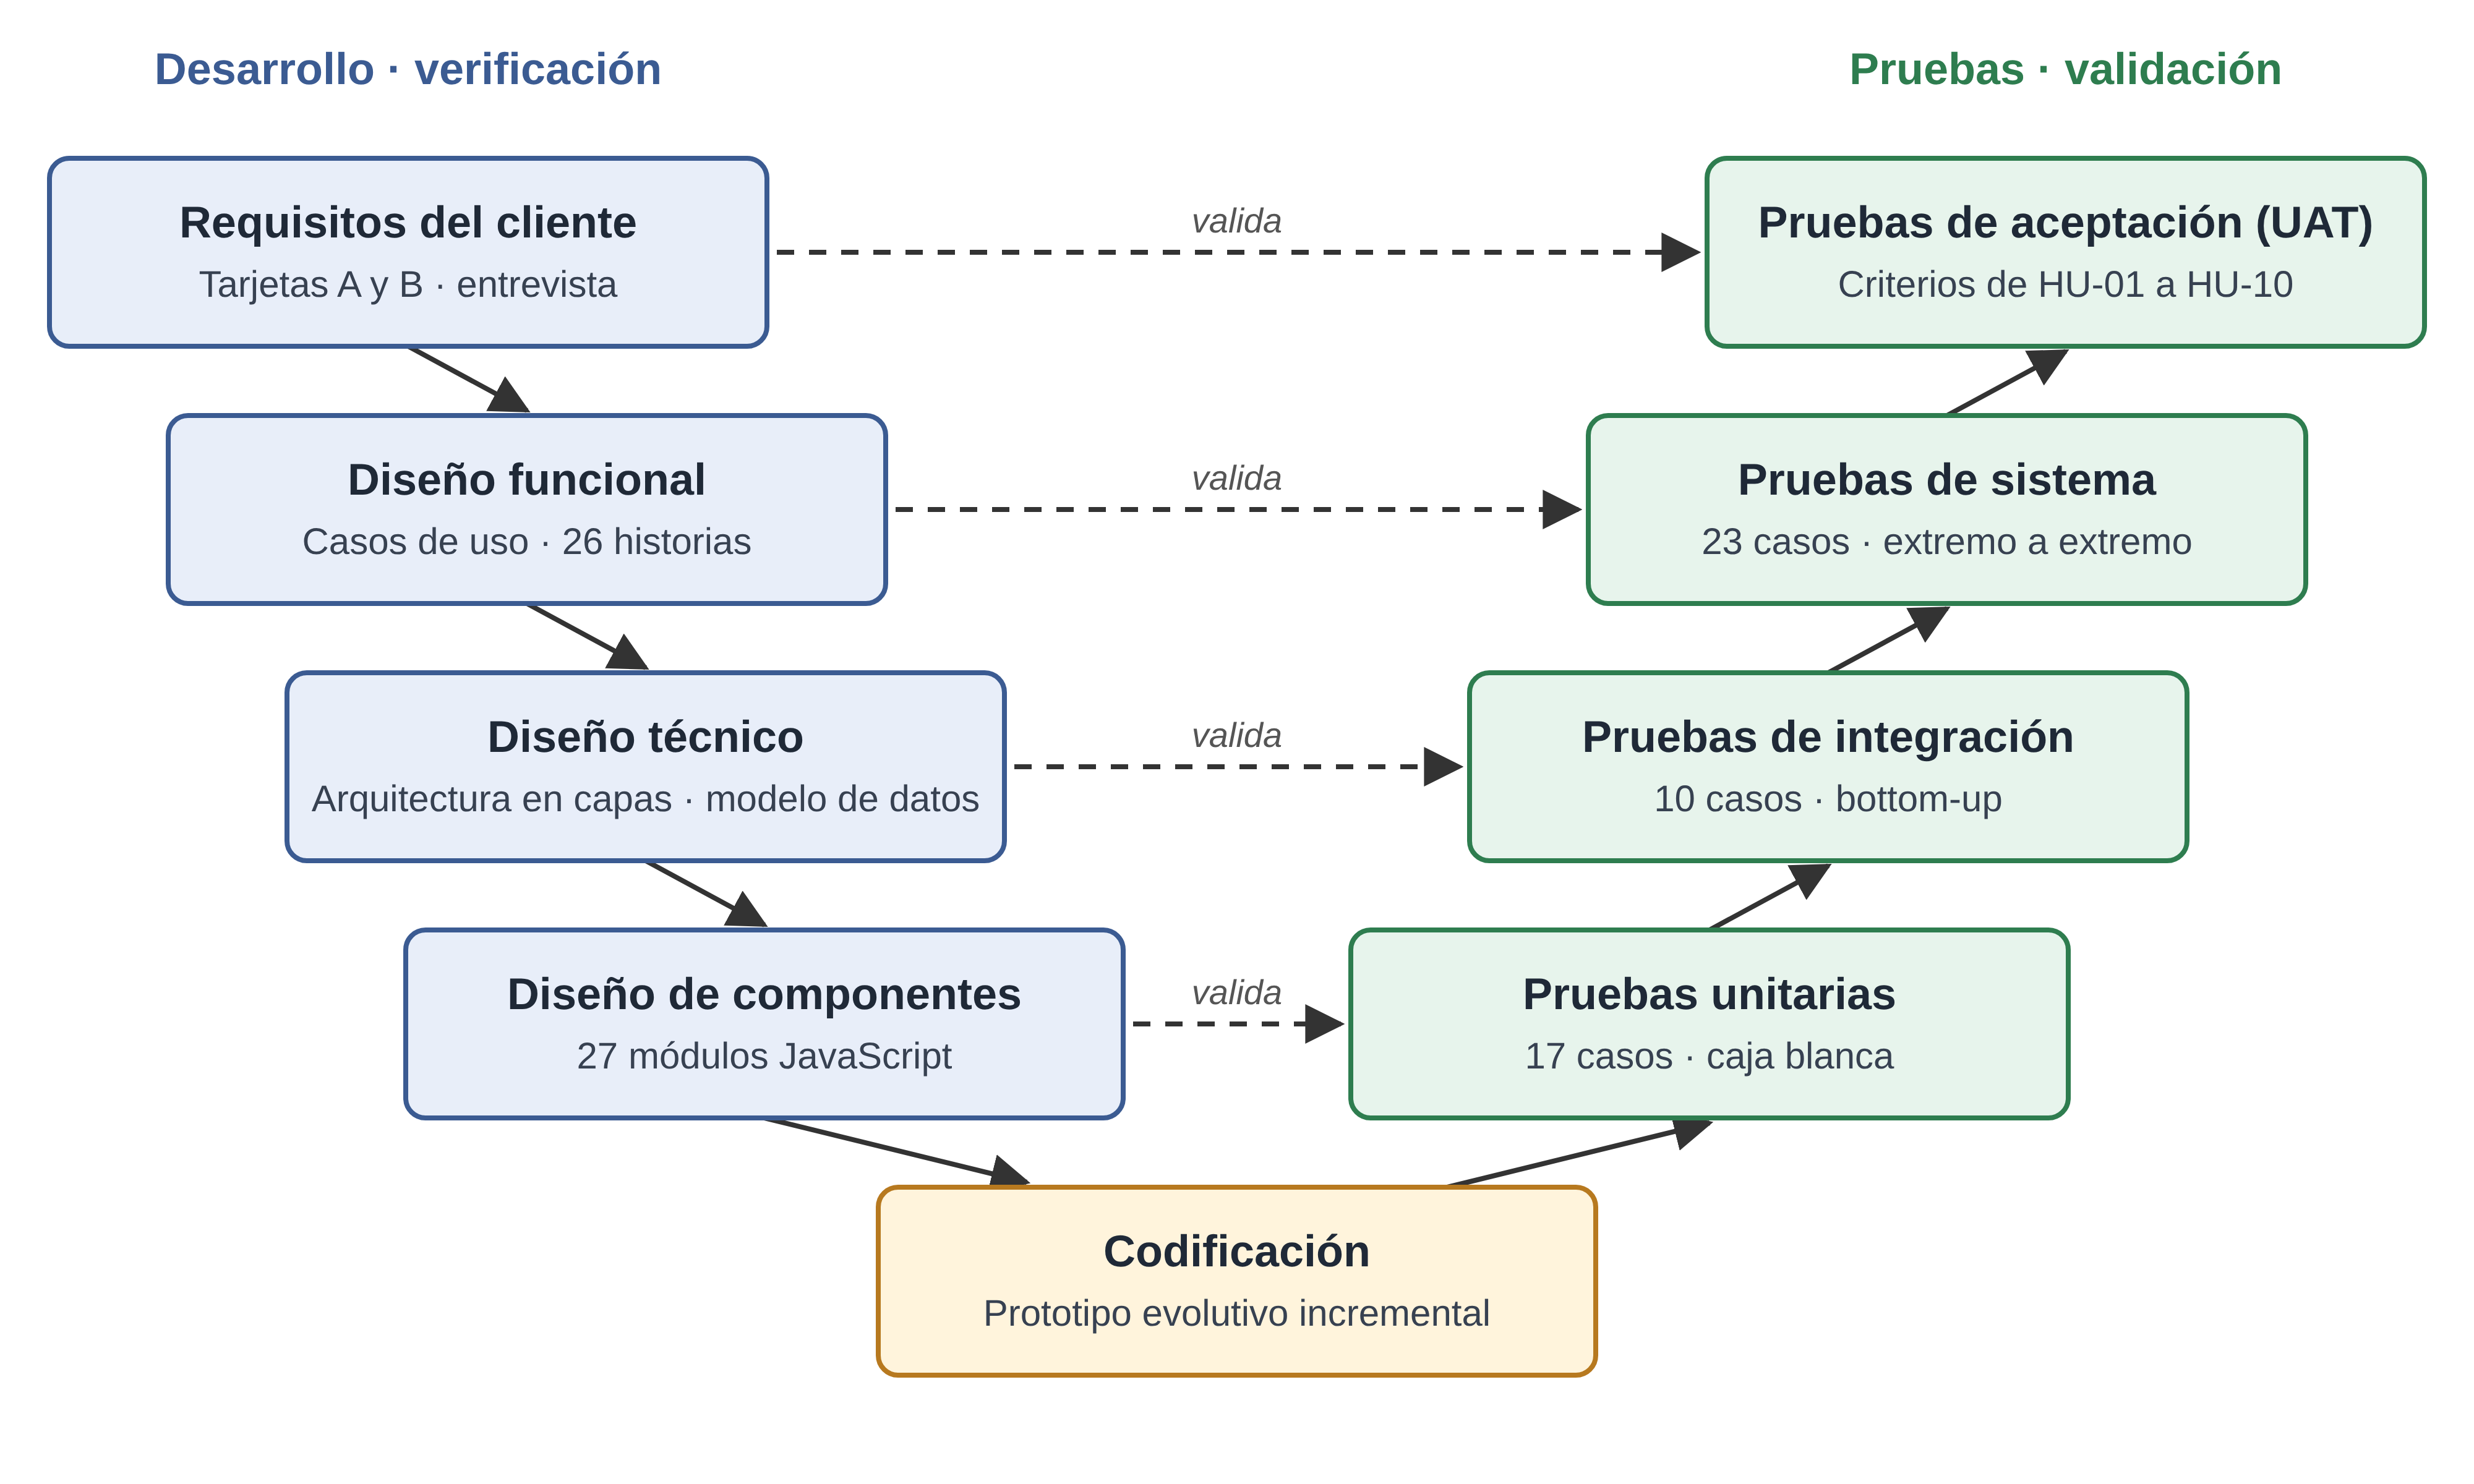 Desarrollo · verificación
Pruebas · validación
Requisitos del cliente
Tarjetas A y B · entrevista
valida
Pruebas de aceptación (UAT)
Criterios de HU-01 a HU-10
Diseño funcional
Casos de uso · 26 historias
valida
Pruebas de sistema
23 casos · extremo a extremo
Diseño técnico
Arquitectura en capas · modelo de datos
valida
Pruebas de integración
10 casos · bottom-up
Diseño de componentes
27 módulos JavaScript
valida
Pruebas unitarias
17 casos · caja blanca
Codificación
Prototipo evolutivo incremental